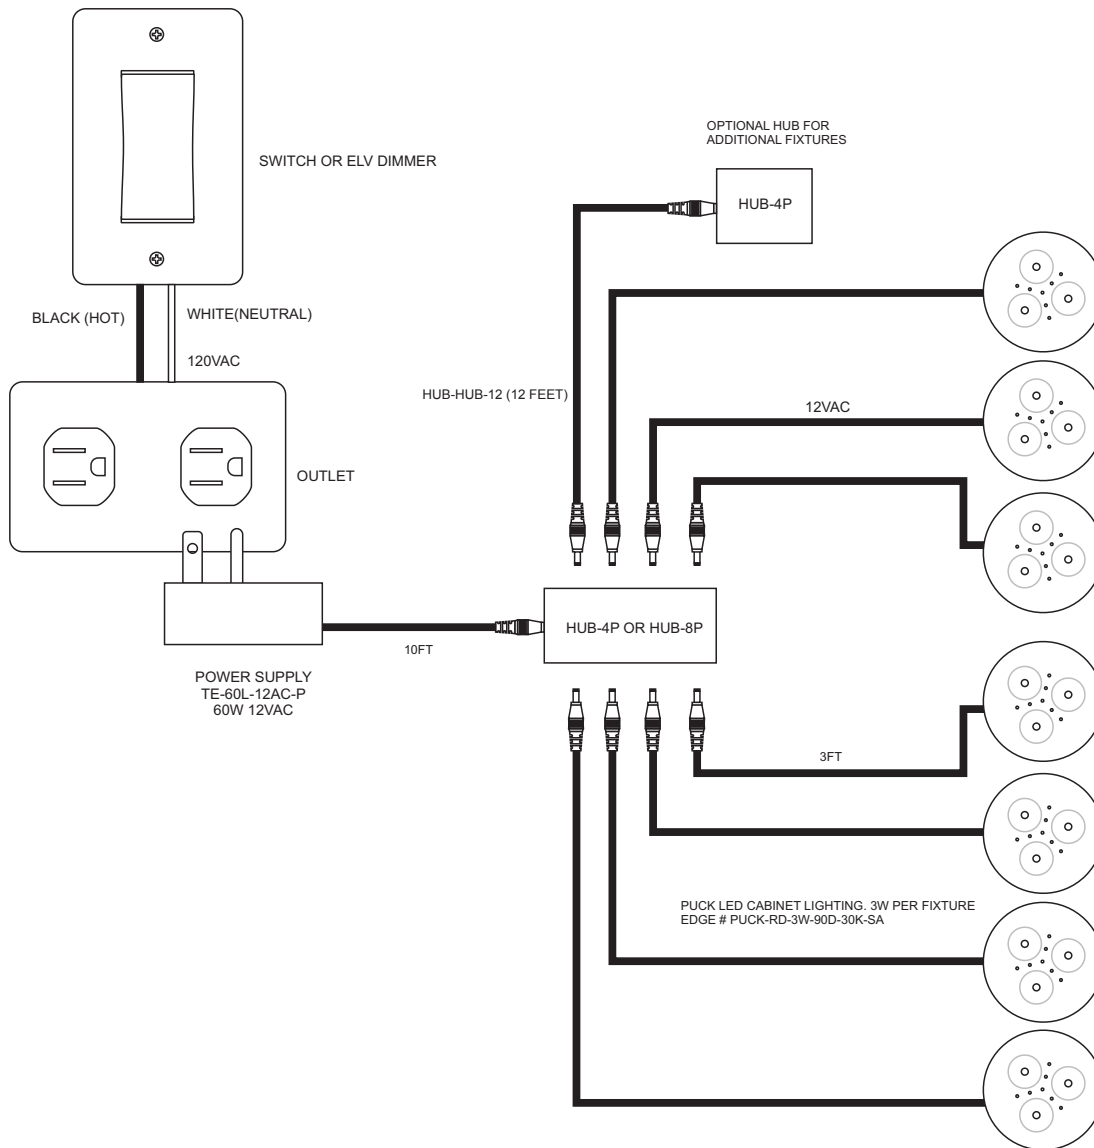 OPTIONAL HUB FOR
ADDITIONAL FIXTURES
SWITCH OR ELV DIMMER
HUB-4P
BLACK (HOT)
WHITE(NEUTRAL)
120VAC
HUB-HUB-12 (12 FEET)
12VAC
OUTLET
HUB-4P OR HUB-8P
10FT
POWER SUPPLY
TE-60L-12AC-P
60W 12VAC
3FT
PUCK LED CABINET LIGHTING. 3W PER FIXTURE
EDGE # PUCK-RD-3W-90D-30K-SA